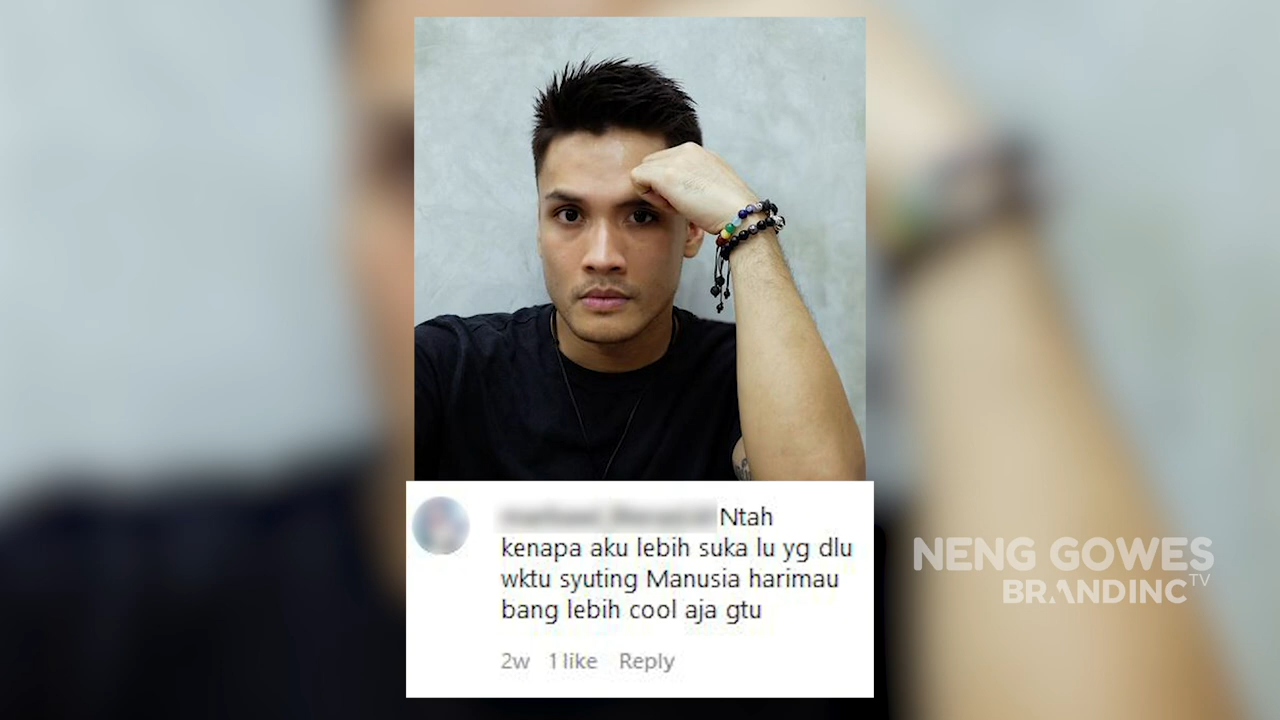 Ntah
kenapa aku lebih suka lu yg dlu
wktu syuting Manusia harimau
bang lebih cool aja gtu
2w 1 like Reply
NENG GOWES
BRANDINC TV